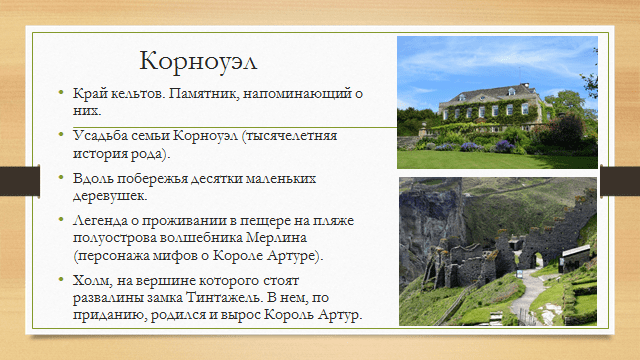 Корноуэл
• Край кельтов. Памятник, напоминающий о
них.
• Усадьба семьи Корноуэл (тысячелетняя
история рода).
• Вдоль побережья десятки маленьких
деревушек.
• Легенда о проживании в пещере на пляже
полуострова волшебника Мерлина
(персонажа мифов о Короле Артуре).
• Холм, на вершине которого стоят
развалины замка Тинтажель. В нем, по
приданию, родился и вырос Король Артур.